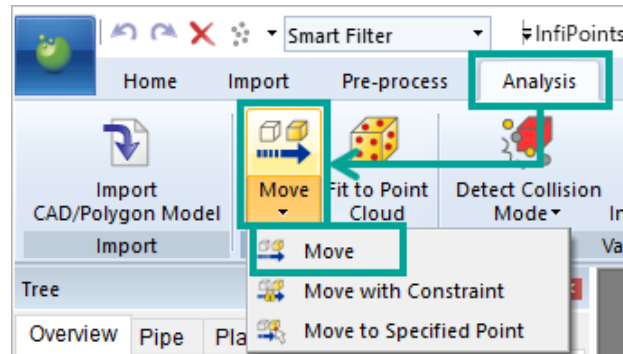 Smart Filter
InfiPoints
Home Import Pre-process Analysis
Import
CAD/Polygon Model
Move
Fit to Point
Cloud
Detect Collision
Mode
Import
Move
Move with Constraint
Move to Specified Point
Tree
Overview Pipe